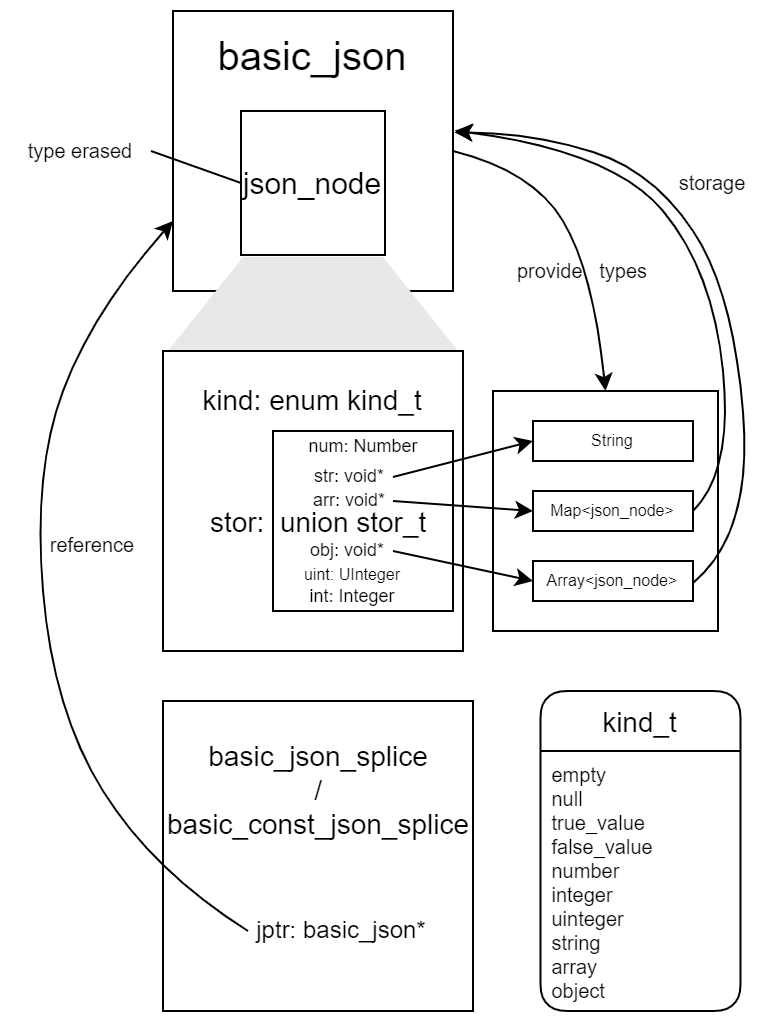 basic_json
type erased
json_node
storage
provide types
kind: enum kind_t
num: Number
str: void*
arr: void*
stor: union stor_t
obj: void*
uint: UInteger
int: Integer
String
Map<json_node>
Array<json_node>
reference
basic_json_splice
/
basic_const_json_splice
jptr: basic_json*
kind_t
empty
null
true_value
false_value
number
integer
uinteger
string
array
object